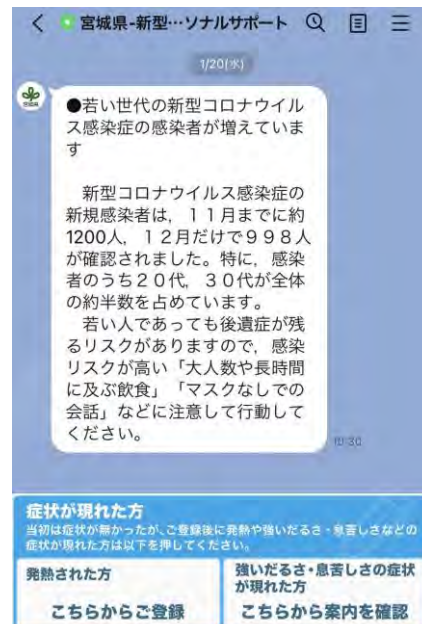 宮城県-新型…ソナルサポート
1/20(水)
●若い世代の新型コロナウイル
ス感染症の感染者が増えていま
す
新型コロナウイルス感染症の
新規感染者は，１１月までに約
1200人，１２月だけで９９８人
が確認されました。特に，感染
者のうち２０代，３０代が全体
の約半数を占めています。
若い人であっても後遺症が残
るリスクがありますので，感染
リスクが高い「大人数や長時間
に及ぶ飲食」「マスクなしでの
会話」などに注意して行動して
ください。
症状が現れた方
当初は症状が無かったが、ご登録後に発熱や強いだるさ・息苦しさなどの
症状が現れた方は以下を押してください。
発熱された方
こちらからご登録
強いだるさ・息苦しさの症状
が現れた方
こちらから案内を確認